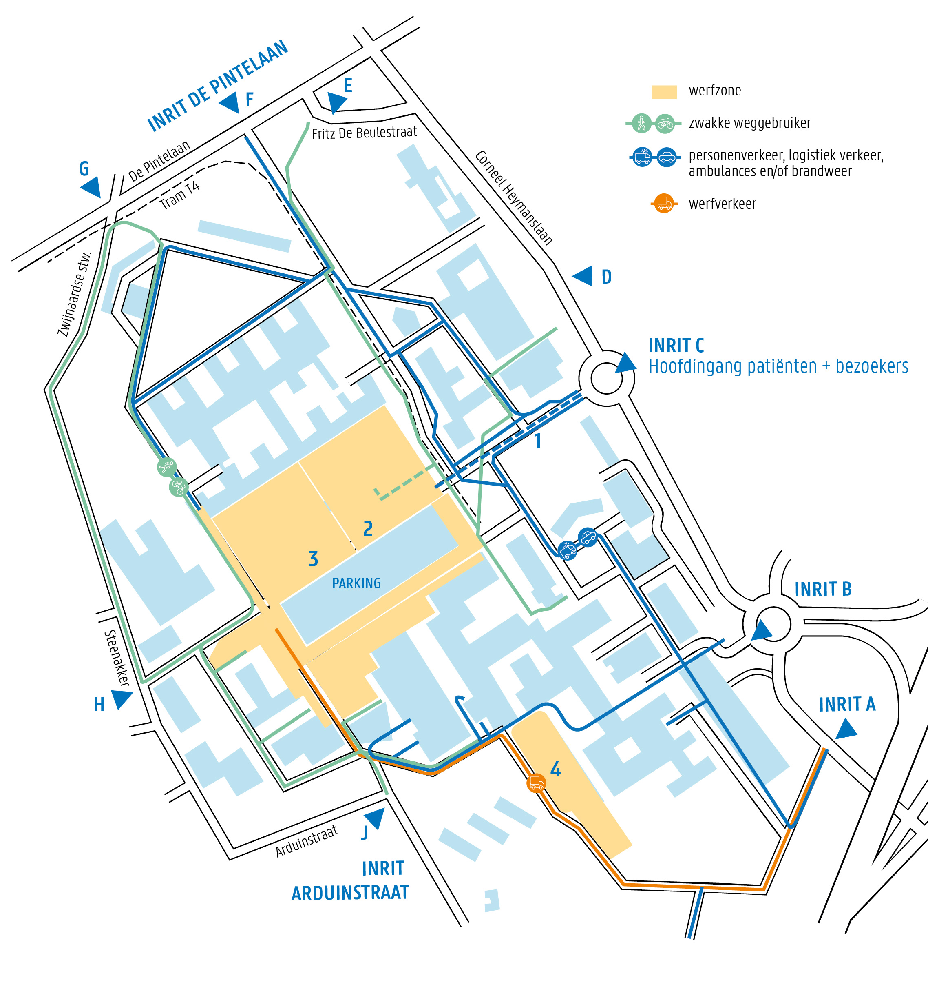 INRIT DE PINTELAAN
F
E
G
De Pintelaan
Tram T4
Fritz De Beulestraat
Corneel Heymanslaan
werfzone
zwakke weggebruiker
personenverkeer, logistiek verkeer,
ambulances en/of brandweer
werfverkeer
Zwijnaardse stw.
D
INRIT C
Hoofdingang patiënten + bezoekers
1
2
3
PARKING
INRIT B
Steenakker
H
INRIT A
4
J
Arduinstraat
INRIT
ARDUINSTRAAT